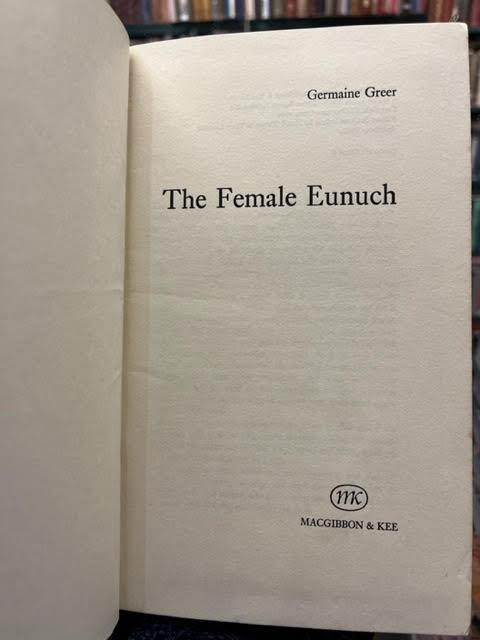 Germaine Greer
The Female Eunuch
mk
MACGIBBON & KEE